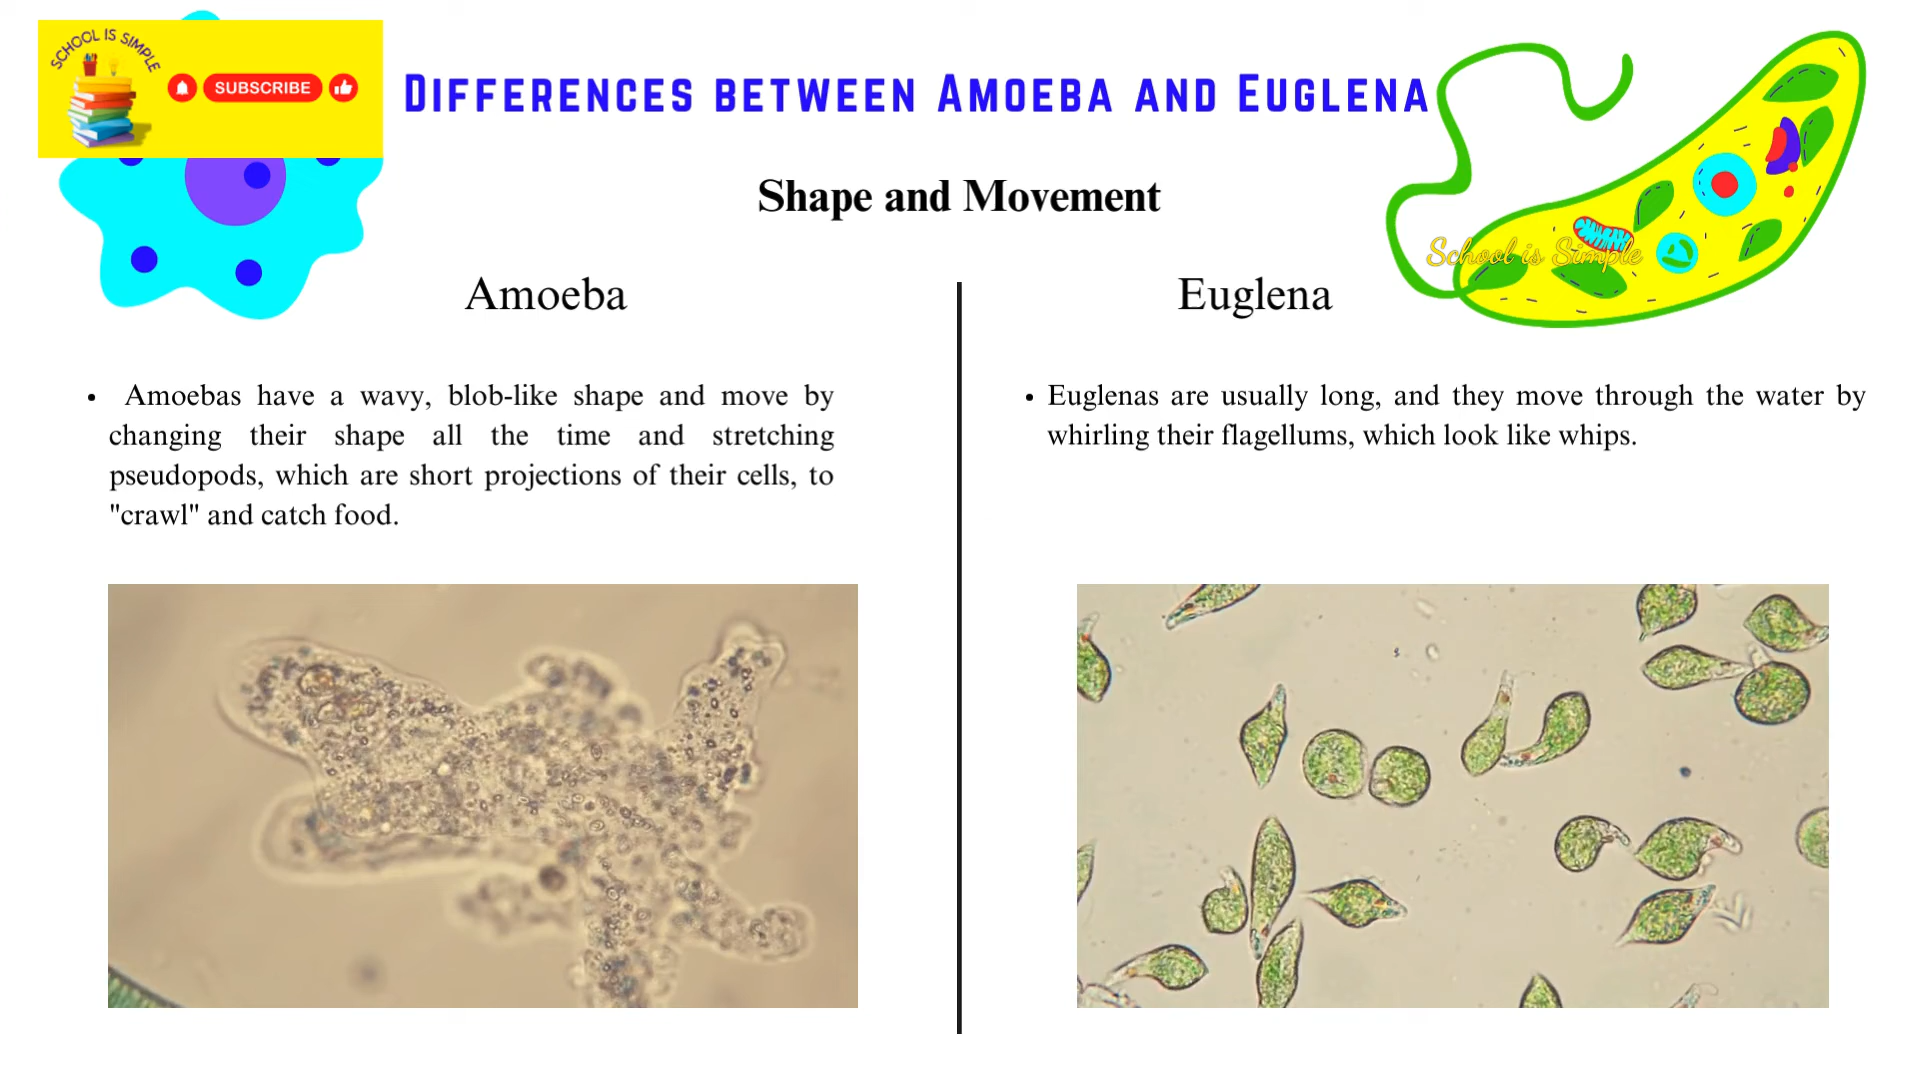 SCHOOL IS SIMPLE
SUBSCRIBE
DIFFERENCES BETWEEN AMOEBA AND EUGLENA
Shape and Movement
School is Simple
Amoeba
Euglena
• Amoebas have a wavy, blob-like shape and move by
changing their shape all the time and stretching
pseudopods, which are short projections of their cells, to
"crawl" and catch food.
• Euglenas are usually long, and they move through the water by
whirling their flagellums, which look like whips.